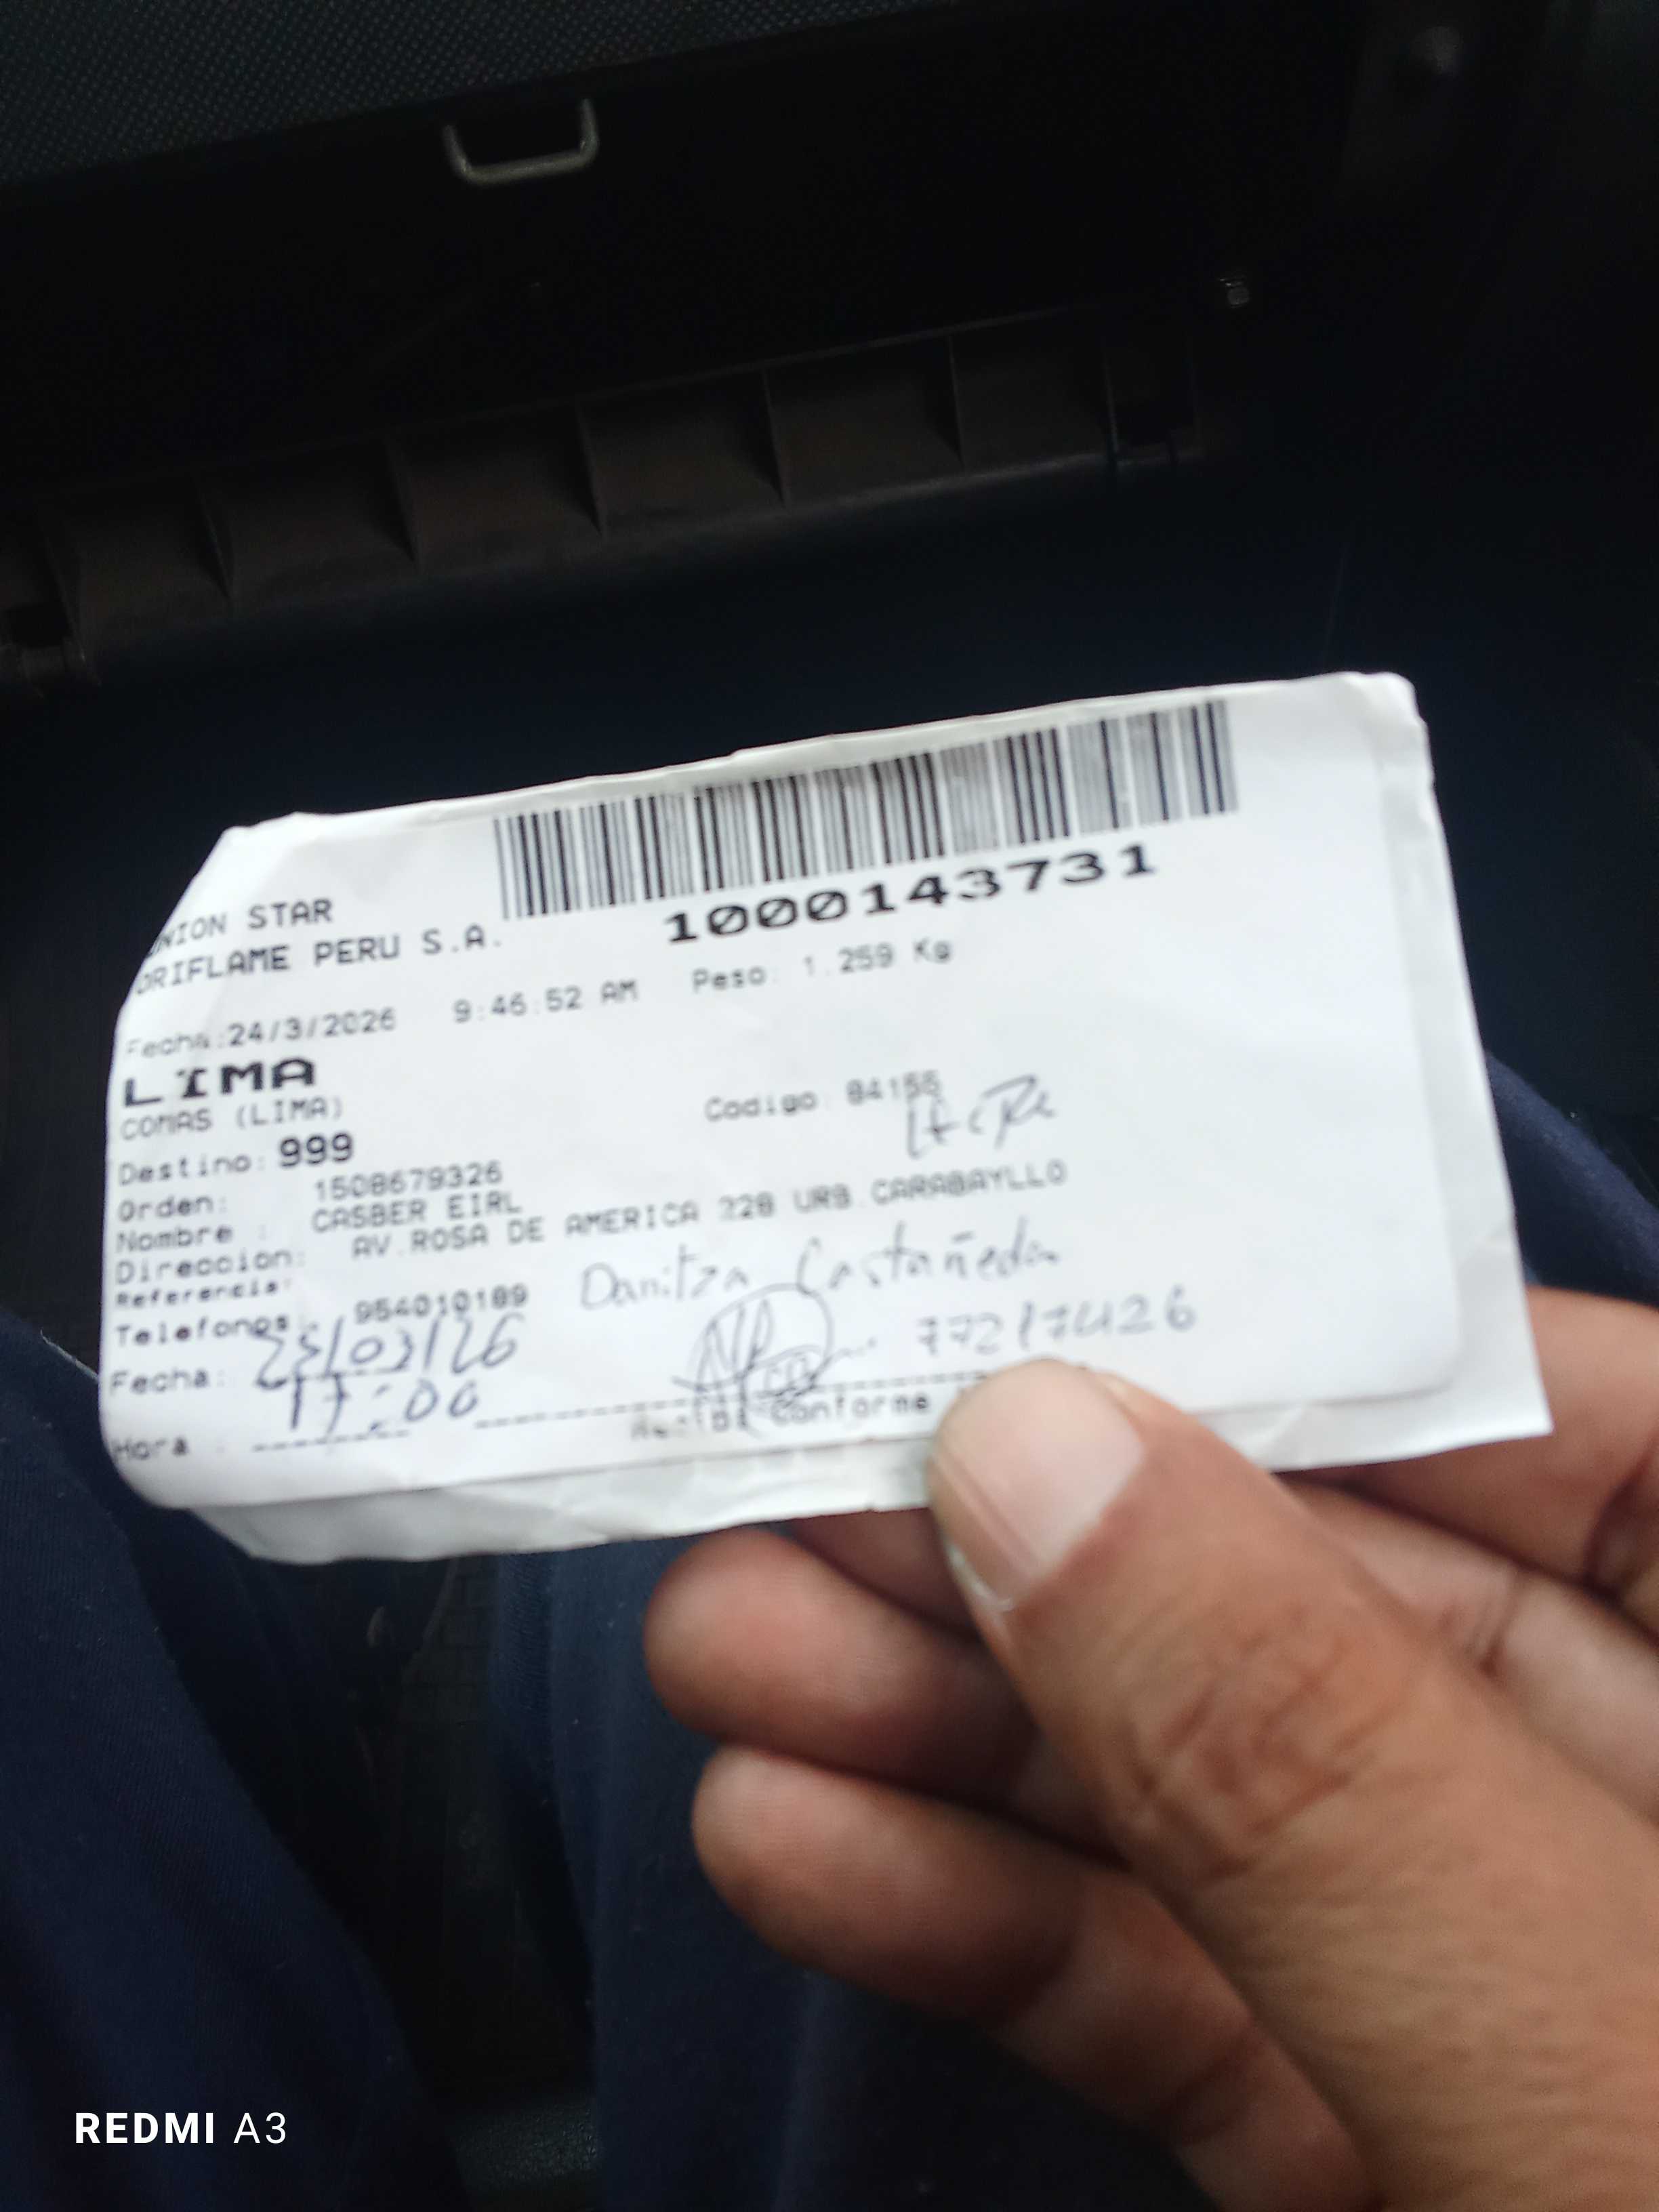 1000143731
UNION STAR
ORIFLAME PERU S.A.
Fecha:24/3/2026 9:46:52 AM Peso: 1.259 Kg
LIMA
COMAS (LIMA)
Codigo: 84155
Destino: 999
Orden: 1508679326
Nombre : CASBER EIRL
Direccion: AV.ROSA DE AMERICA 228 URB.CARABAYLLO
Referencia:
Danitza Castañeda
Telefonos: 954010189
77217426
Fecha: 25/03/26
Hora : 17:00
Recibi Conforme
REDMI A3